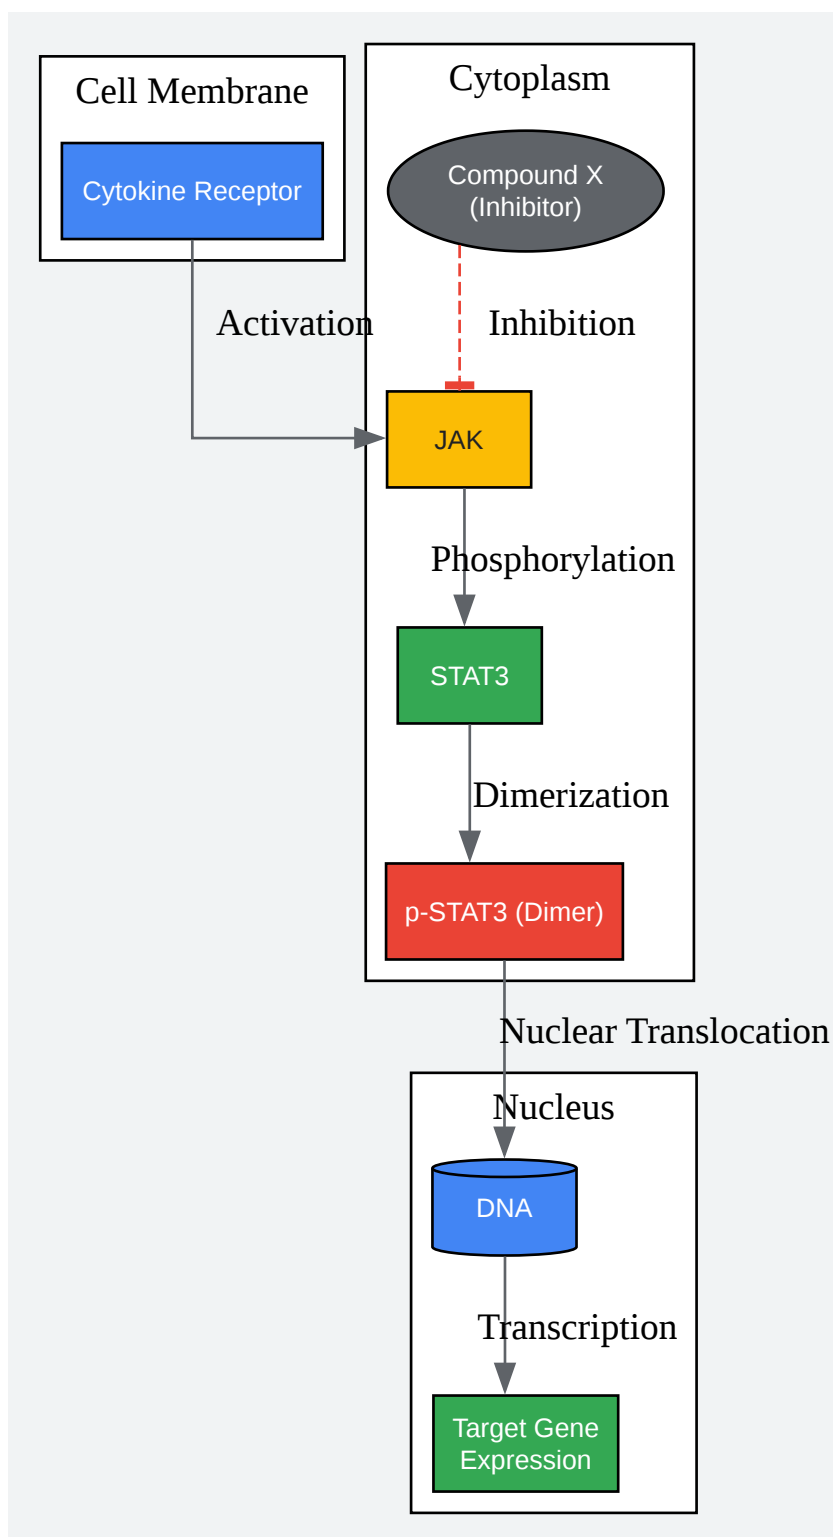 Cell Membrane
Cytokine Receptor
Cytoplasm
Compound X
(Inhibitor)
Activation
Inhibition
JAK
Phosphorylation
STAT3
Dimerization
p-STAT3 (Dimer)
Nuclear Translocation
Nucleus
DNA
Transcription
Target Gene
Expression